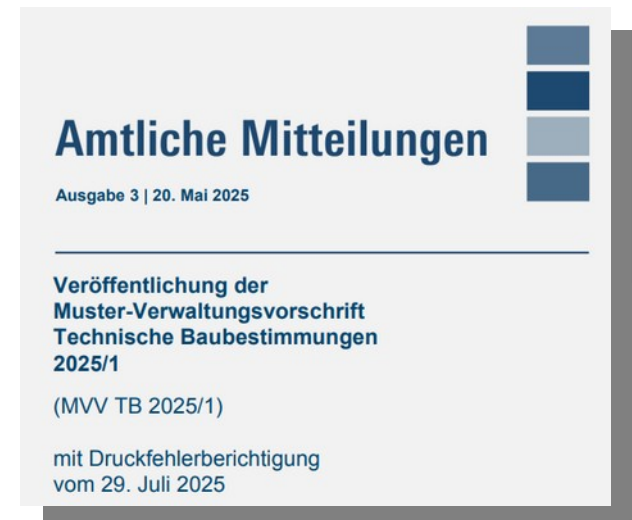 Amtliche Mitteilungen
Ausgabe 3 | 20. Mai 2025
Veröffentlichung der
Muster-Verwaltungsvorschrift
Technische Baubestimmungen
2025/1
(MVV TB 2025/1)
mit Druckfehlerberichtigung
vom 29. Juli 2025